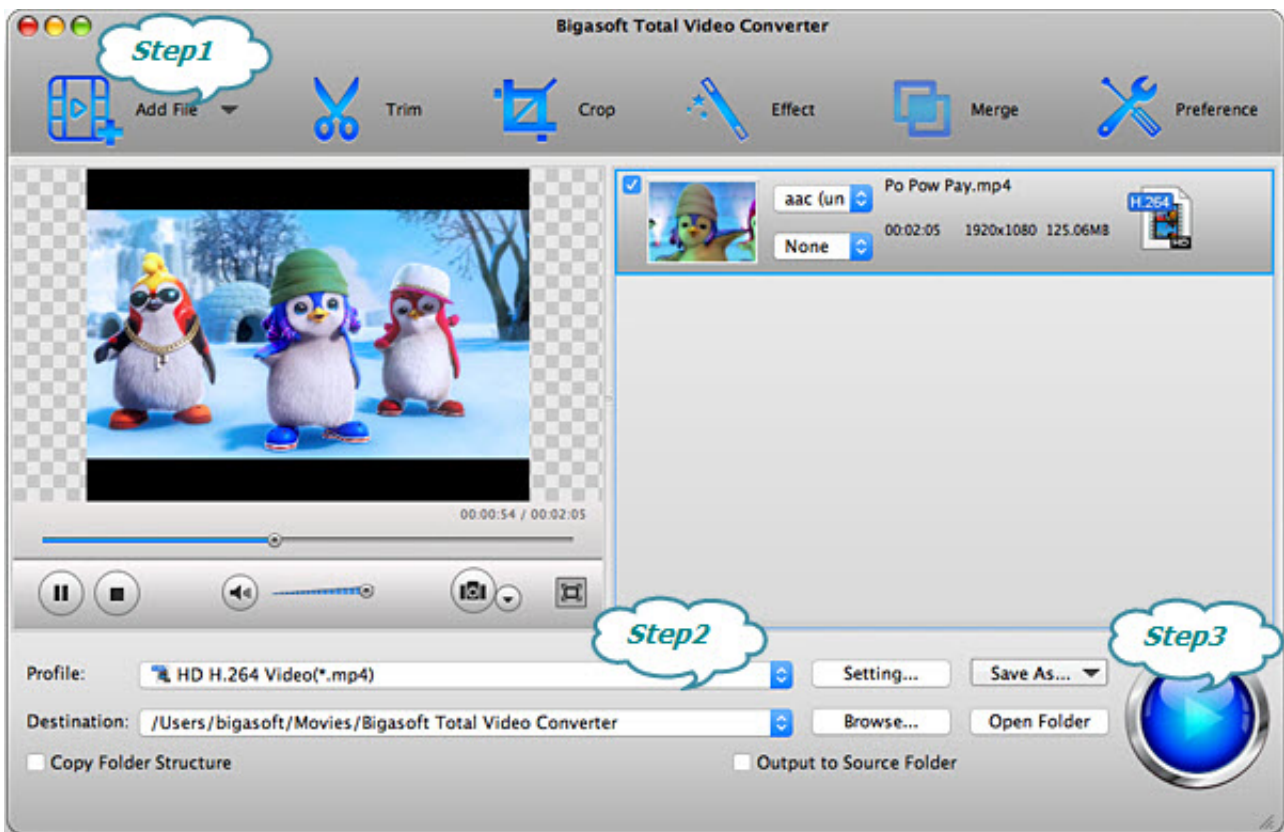 Bigasoft Total Video Converter
Step1
Add File
Trim
Crop
Effect
Merge
Preference
aac (un
Po Pow Pay.mp4
None
00:02:05 1920x1080 125.06MB
H.264
HD
00:00:54 / 00:02:05
Step2
Step3
Profile:
HD H.264 Video(*.mp4)
Setting...
Save As...
Destination:
/Users/bigasoft/Movies/Bigasoft Total Video Converter
Browse...
Open Folder
Copy Folder Structure
Output to Source Folder